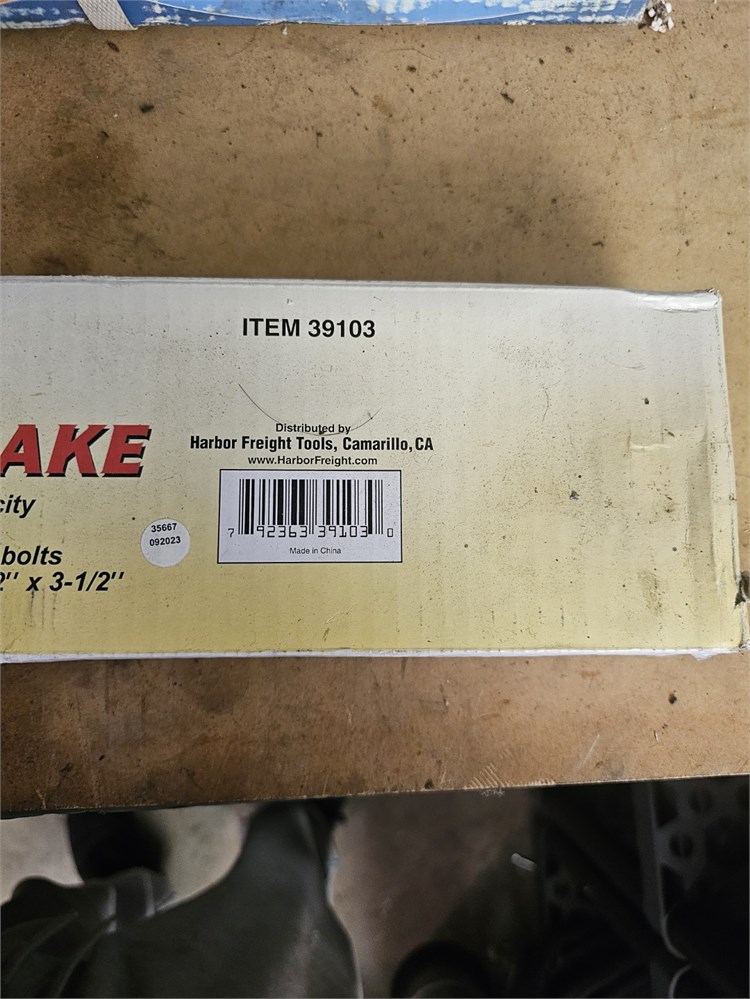 ITEM 39103
Distributed by
Harbor Freight Tools, Camarillo, CA
www.HarborFreight.com
AKE
city
bolts
2" x 3-1/2"
35667
092023
7 92363 39103 0
Made in China